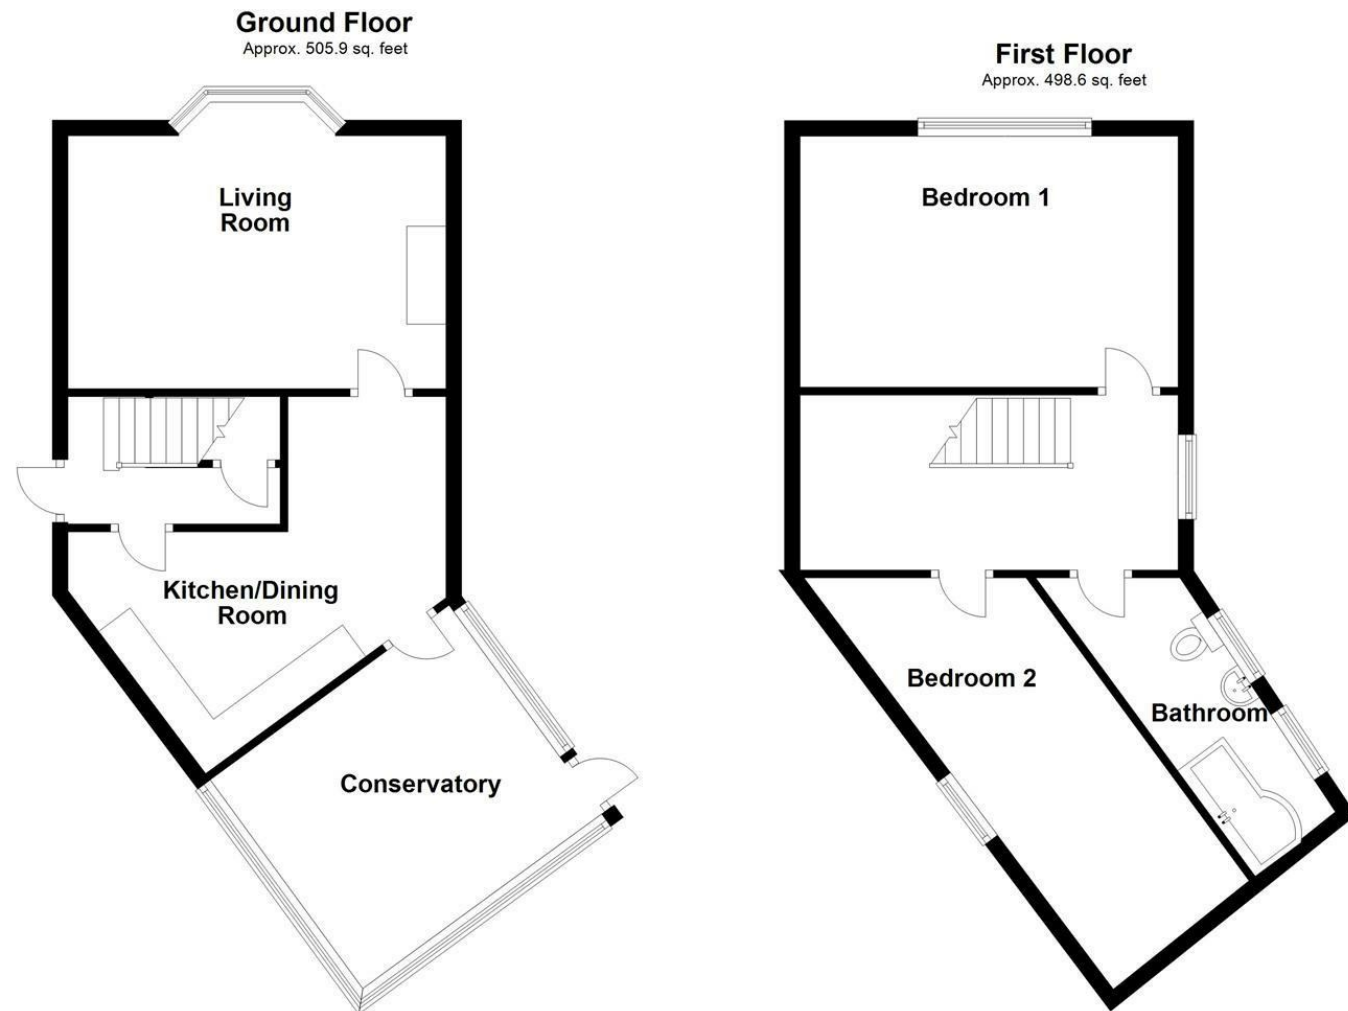 Ground Floor
Approx. 505.9 sq. feet
Living
Room
Kitchen/Dining
Room
Conservatory
First Floor
Approx. 498.6 sq. feet
Bedroom 1
Bedroom 2
Bathroom